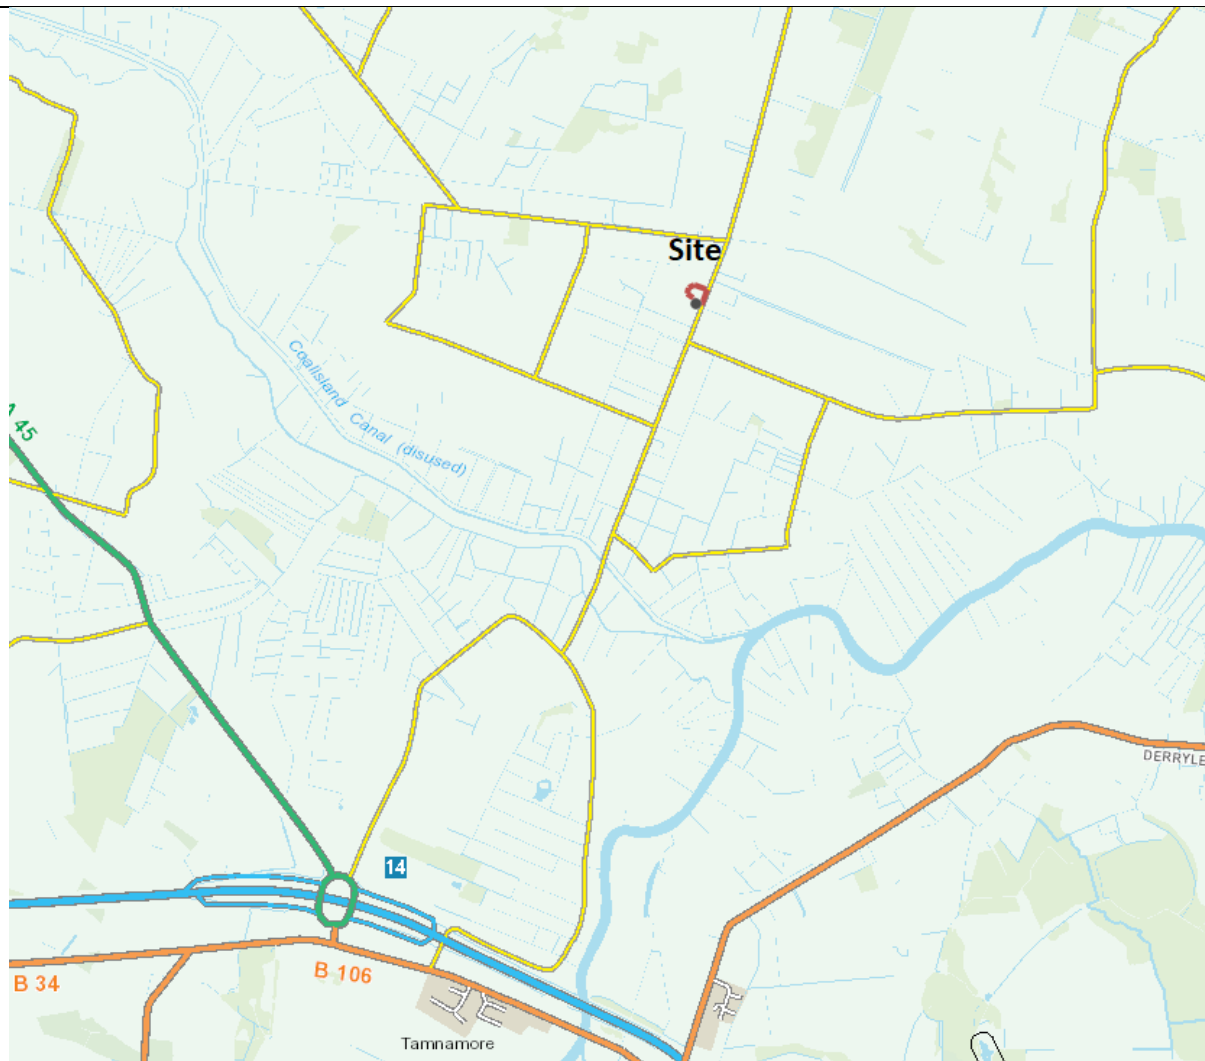 Site
Coalisland Canal (disused)
A 45
DERRYLE
14
B 106
B 34
Tamnamore